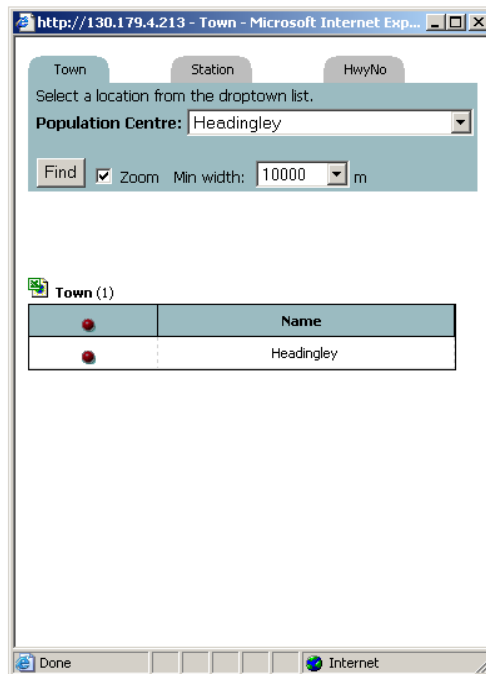 http://130.179.4.213 - Town - Microsoft Internet Exp...
Town Station HwyNo
Select a location from the droptown list.
Population Centre: Headingley
Find Zoom Min width: 10000 m
Town (1)
Name
Headingley
Done Internet